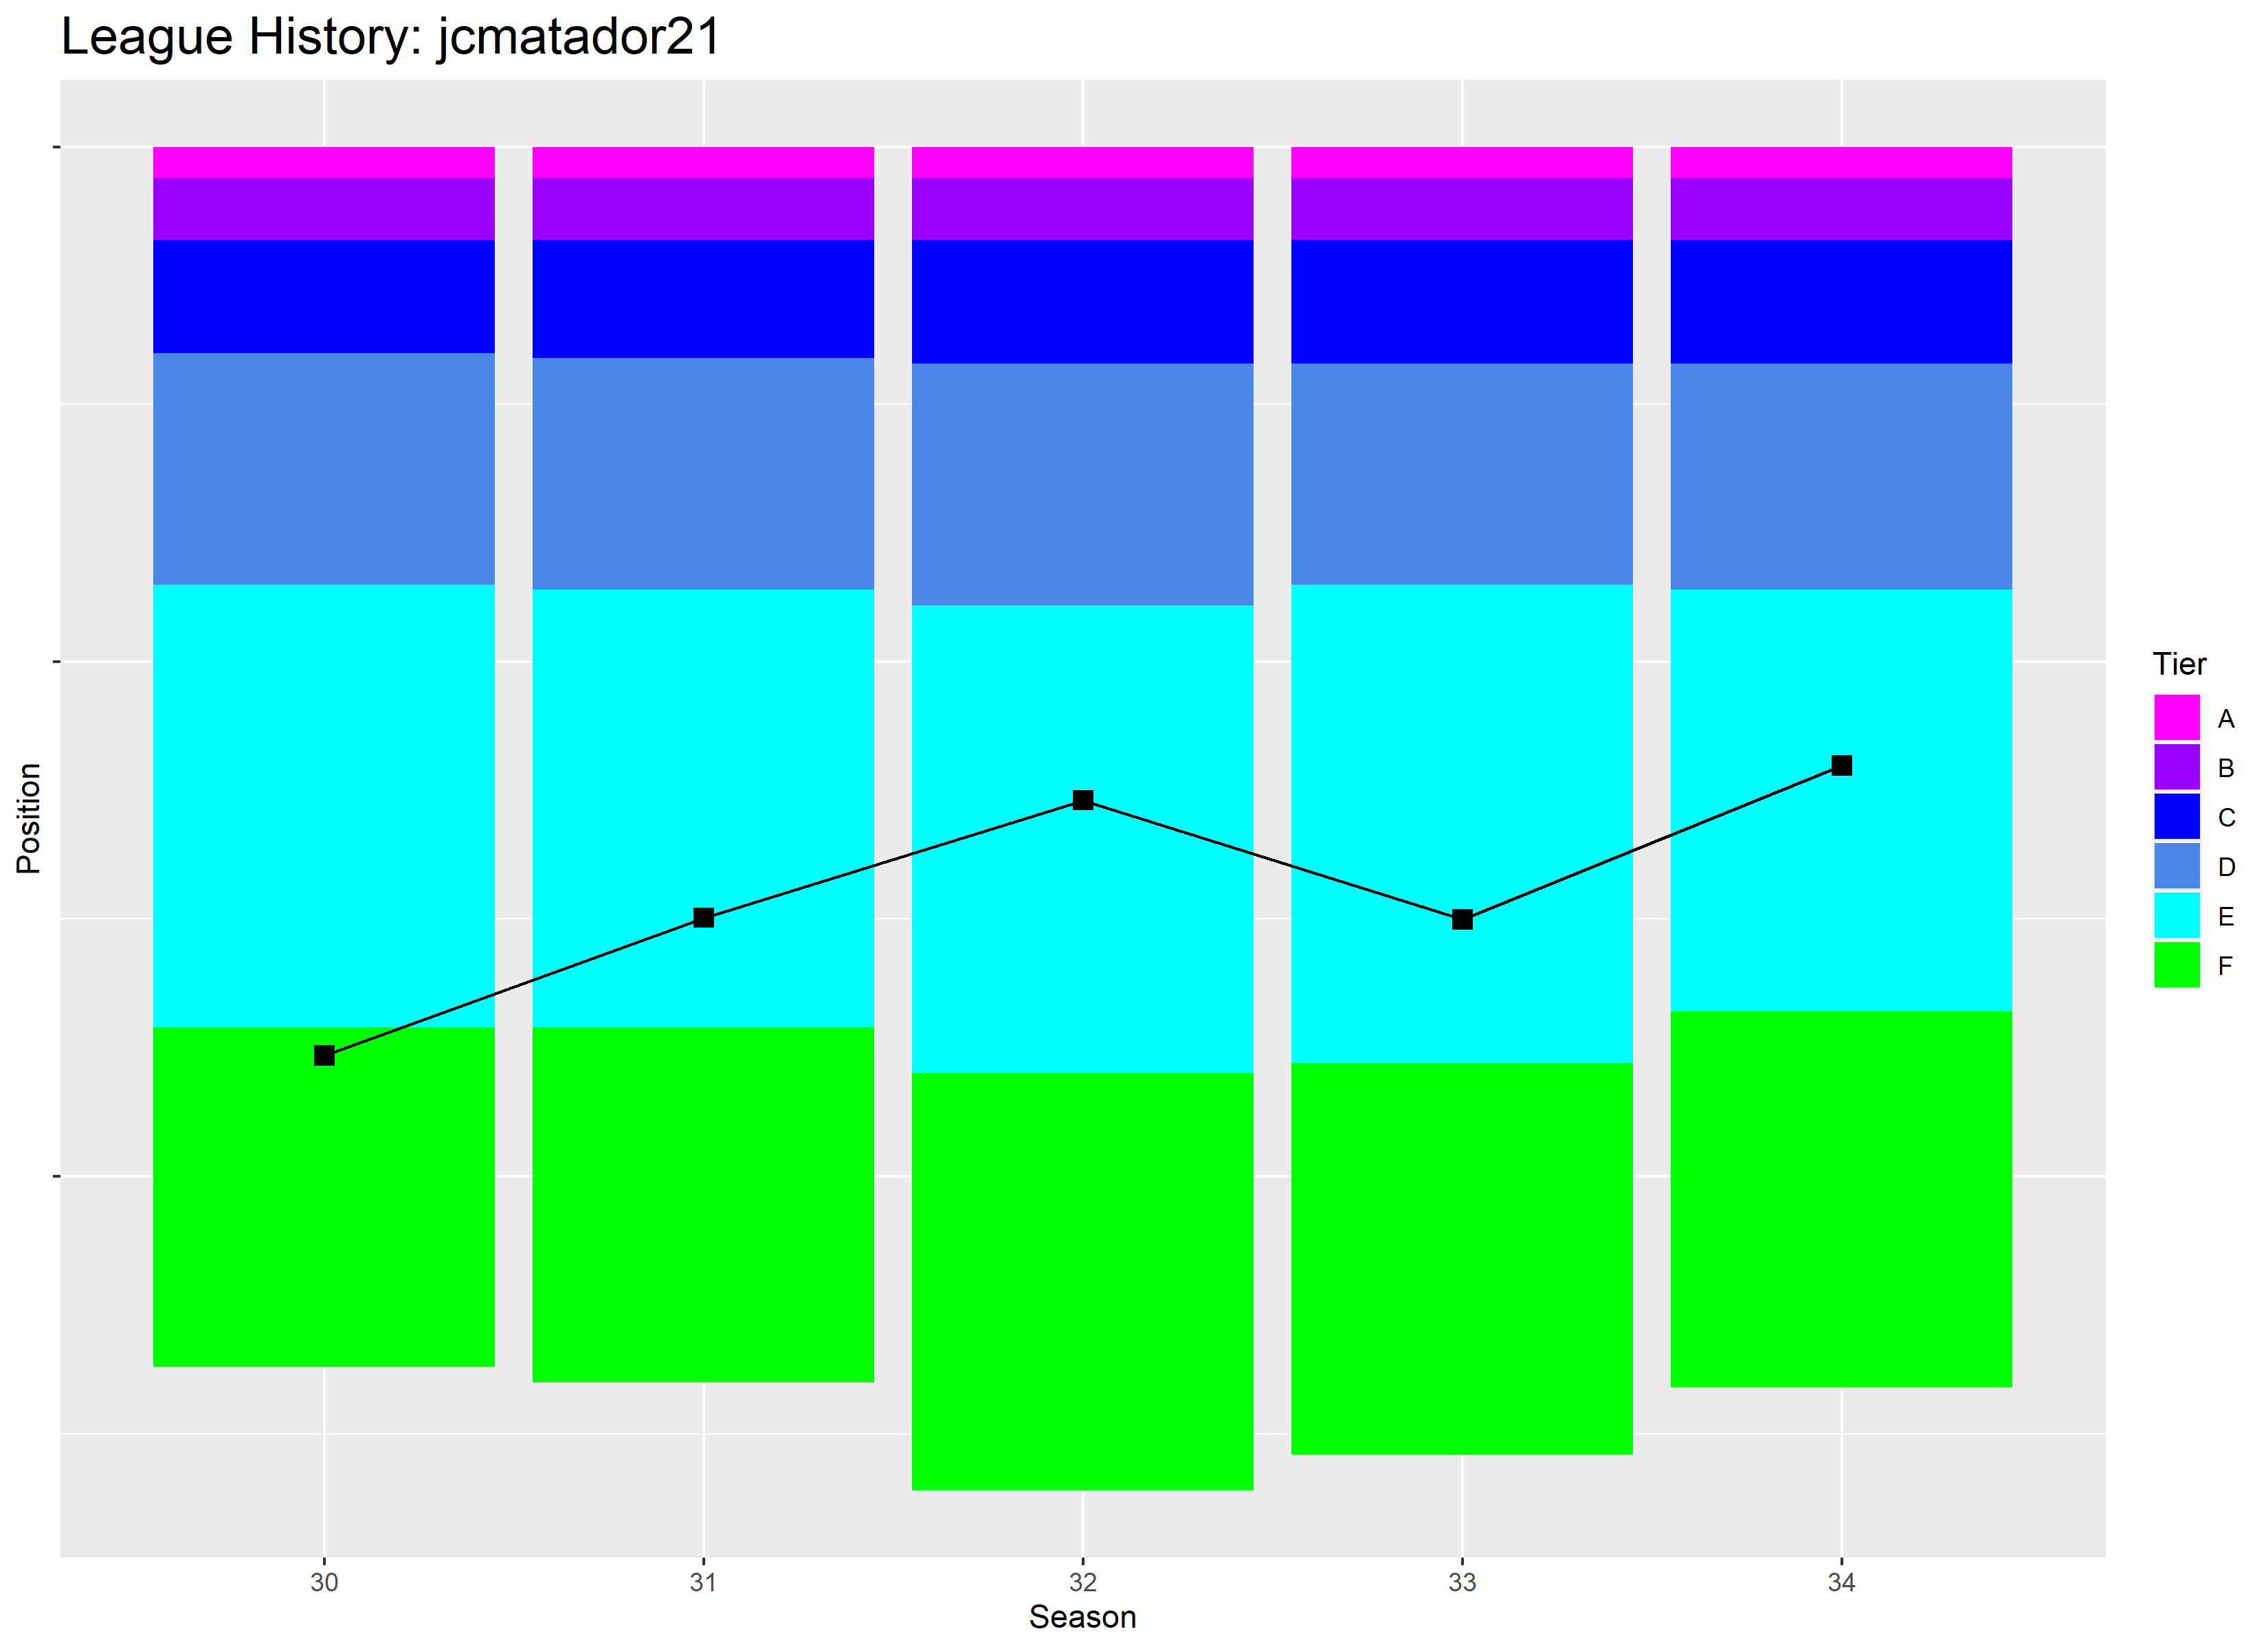 League History: jcmatador21
Position
Tier
A
B
C
D
E
F
30 31 32 33 34
Season